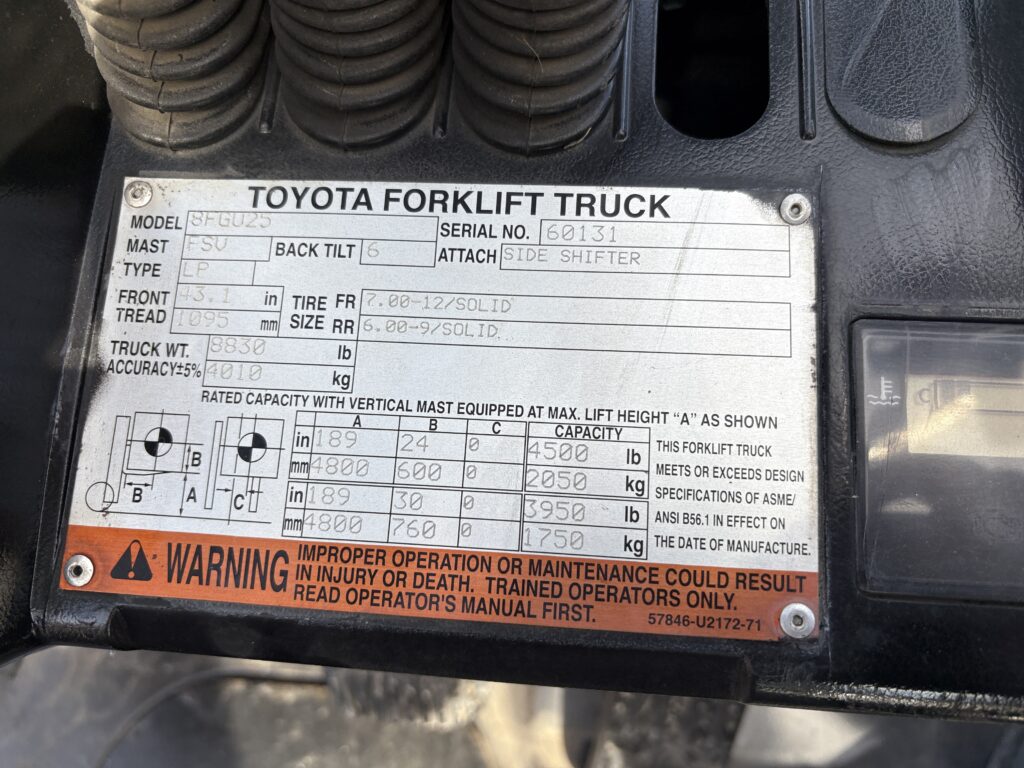 TOYOTA FORKLIFT TRUCK
MODEL 8FGU25 SERIAL NO. 60131
MAST FSV BACK TILT 6 ATTACH SIDE SHIFTER
TYPE LP
FRONT TREAD 43.1 in 1095 mm
TIRE SIZE FR 7.00-12/SOLID
RR 6.00-9/SOLID
TRUCK WT. ACCURACY±5% 8830 lb 4010 kg
RATED CAPACITY WITH VERTICAL MAST EQUIPPED AT MAX. LIFT HEIGHT "A" AS SHOWN
A B C CAPACITY
in 189 24 0 4500 lb
mm 4800 600 0 2050 kg
in 189 30 0 3950 lb
mm 4800 760 0 1750 kg
B A B C
THIS FORKLIFT TRUCK
MEETS OR EXCEEDS DESIGN
SPECIFICATIONS OF ASME/
ANSI B56.1 IN EFFECT ON
THE DATE OF MANUFACTURE.
WARNING IMPROPER OPERATION OR MAINTENANCE COULD RESULT
IN INJURY OR DEATH. TRAINED OPERATORS ONLY.
READ OPERATOR'S MANUAL FIRST.
57846-U2172-71
C